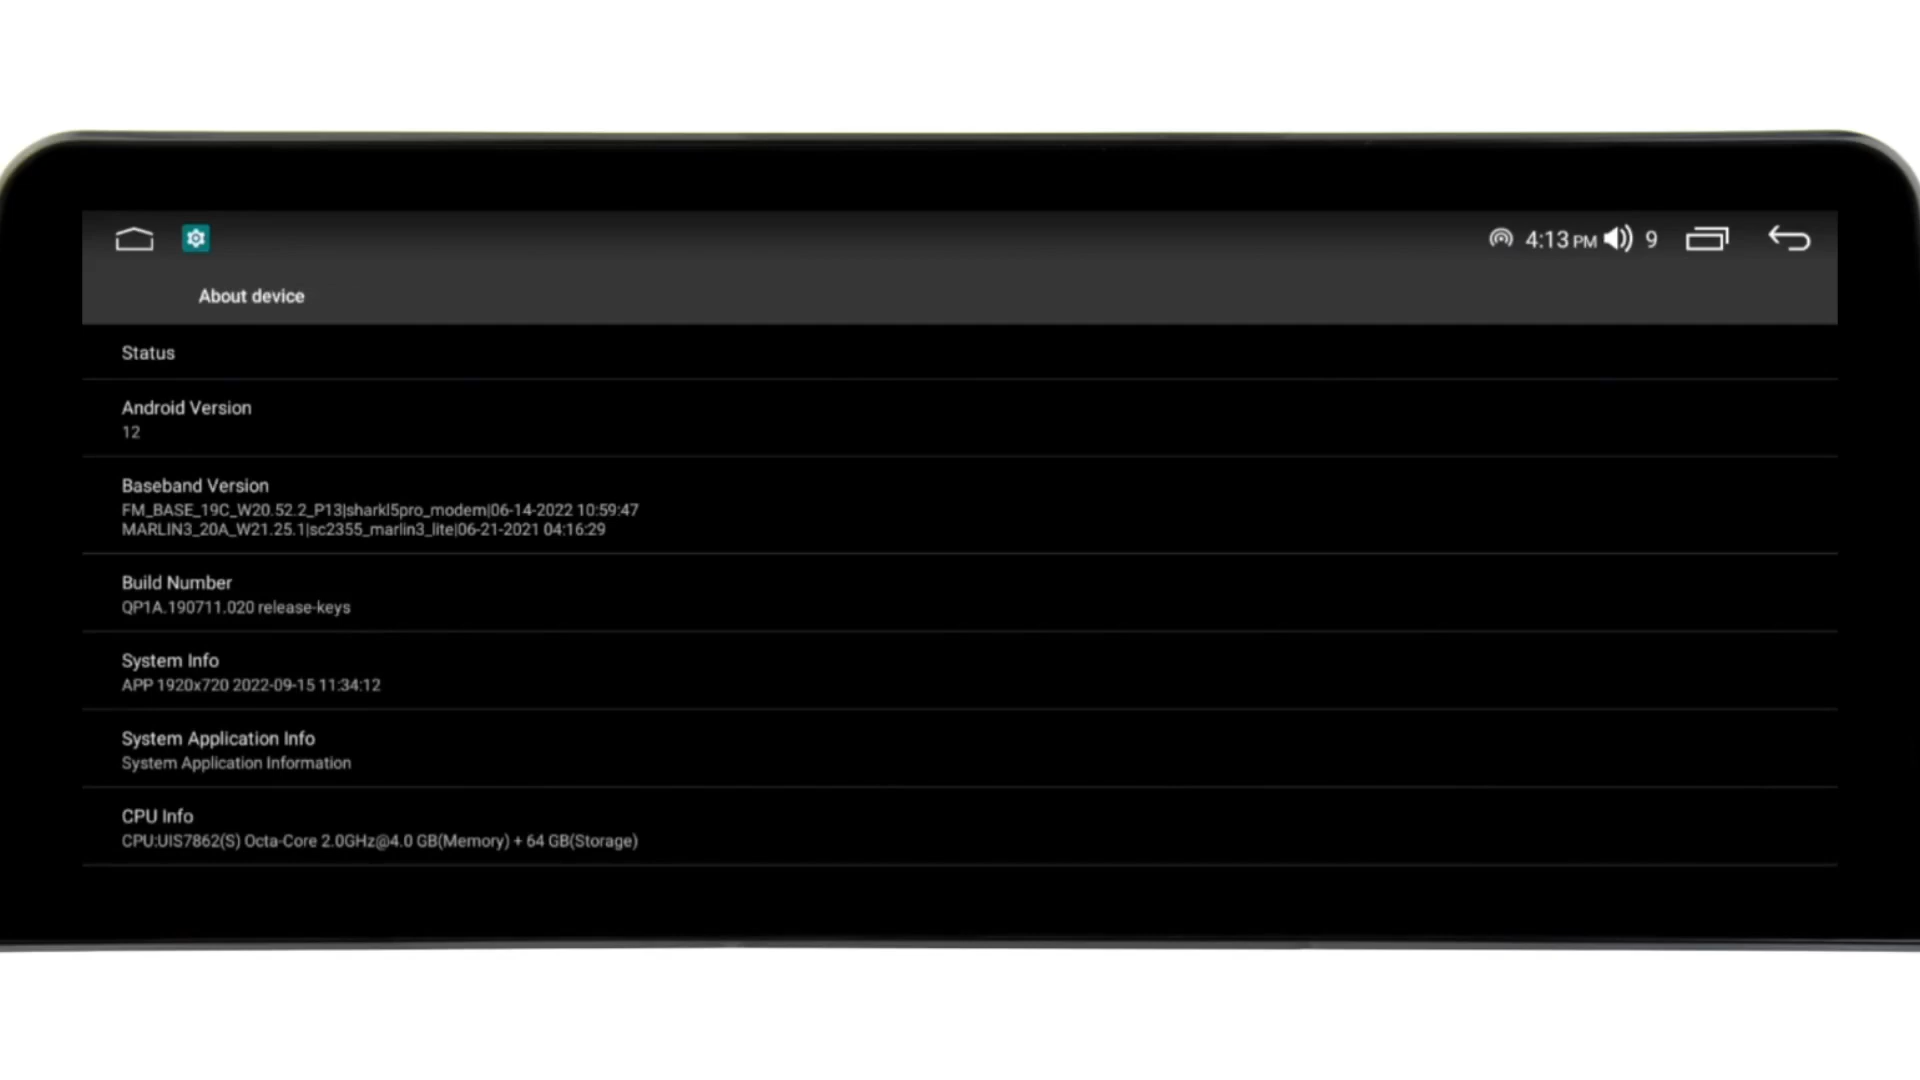 4:13 PM 9
About device
Status
Android Version
12
Baseband Version
FM_BASE_19C_W20.52.2_P13|sharkl5pro_modem|06-14-2022 10:59:47
MARLIN3_20A_W21.25.1|sc2355_marlin3_lite|06-21-2021 04:16:29
Build Number
QP1A.190711.020 release-keys
System Info
APP 1920x720 2022-09-15 11:34:12
System Application Info
System Application Information
CPU Info
CPU:UIS7862(S) Octa-Core 2.0GHz@4.0 GB(Memory) + 64 GB(Storage)